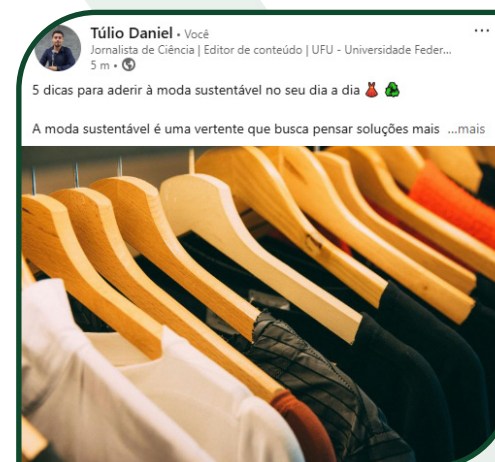 Túlio Daniel • Você
Jornalista de Ciência | Editor de conteúdo | UFU - Universidade Feder...
5 m •
5 dicas para aderir à moda sustentável no seu dia a dia 👗 ♻
A moda sustentável é uma vertente que busca pensar soluções mais ...mais